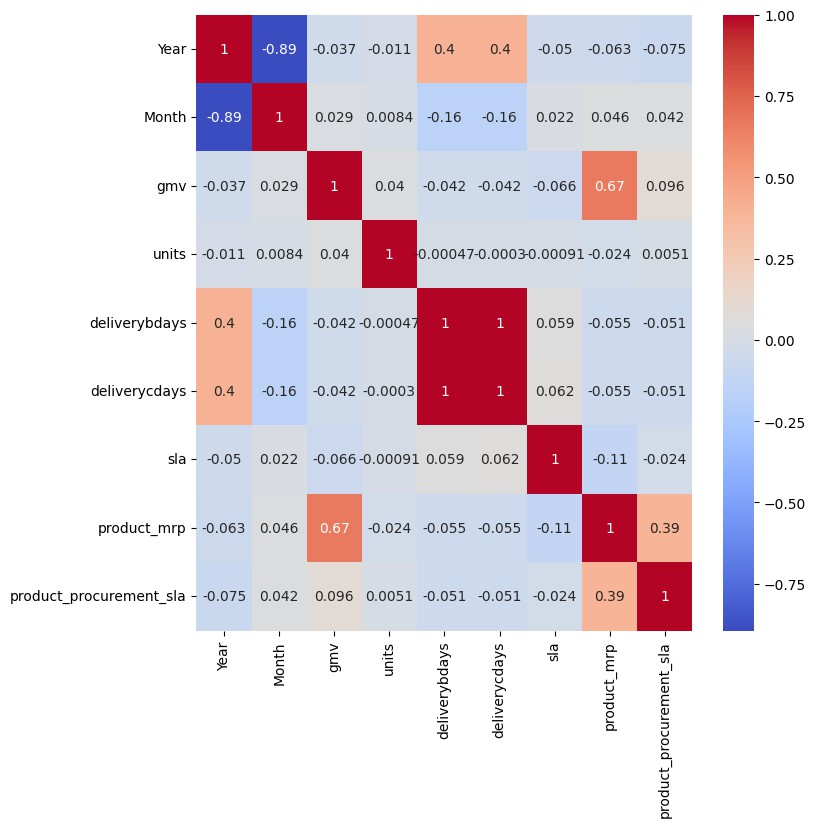 Year 1 -0.89 -0.037 -0.011 0.4 0.4 -0.05 -0.063 -0.075
Month -0.89 1 0.029 0.0084 -0.16 -0.16 0.022 0.046 0.042
gmv -0.037 0.029 1 0.04 -0.042 -0.042 -0.066 0.67 0.096
units -0.011 0.0084 0.04 1 -0.00047 -0.0003 -0.00091 -0.024 0.0051
deliverybdays 0.4 -0.16 -0.042 -0.00047 1 1 0.059 -0.055 -0.051
deliverycdays 0.4 -0.16 -0.042 -0.0003 1 1 0.062 -0.055 -0.051
sla -0.05 0.022 -0.066 -0.00091 0.059 0.062 1 -0.11 -0.024
product_mrp -0.063 0.046 0.67 -0.024 -0.055 -0.055 -0.11 1 0.39
product_procurement_sla -0.075 0.042 0.096 0.0051 -0.051 -0.051 -0.024 0.39 1
Year
Month
gmv
units
deliverybdays
deliverycdays
sla
product_mrp
product_procurement_sla
1.00
0.75
0.50
0.25
0.00
−0.25
−0.50
−0.75